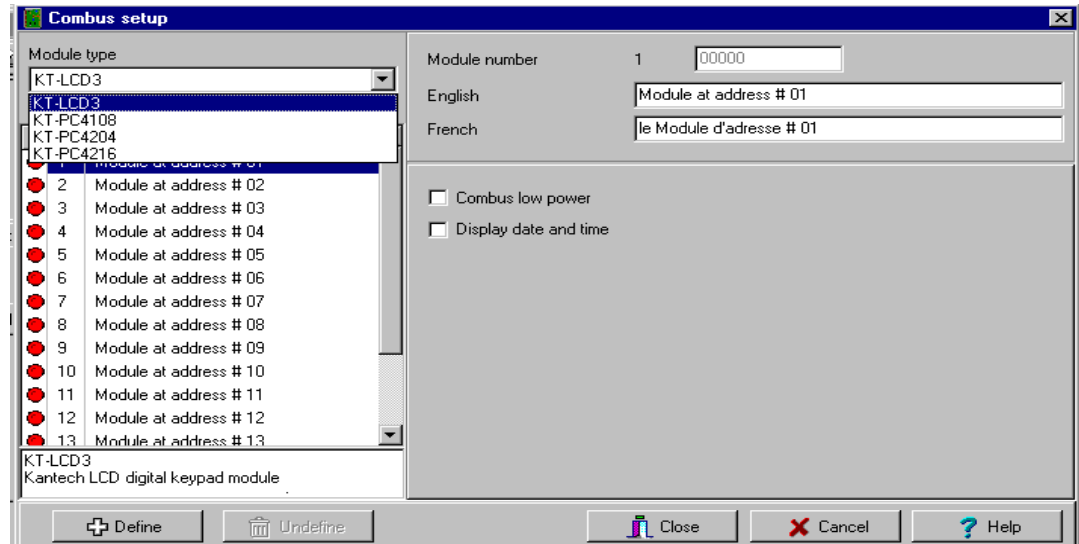 Combus setup
Module type
KT-LCD3
KT-LCD3
KT-PC4108
KT-PC4204
KT-PC4216
1 Module at address # 01
2 Module at address # 02
3 Module at address # 03
4 Module at address # 04
5 Module at address # 05
6 Module at address # 06
7 Module at address # 07
8 Module at address # 08
9 Module at address # 09
10 Module at address # 10
11 Module at address # 11
12 Module at address # 12
13 Module at address # 13
KT-LCD3
Kantech LCD digital keypad module
Module number 1 00000
English Module at address # 01
French le Module d'adresse # 01
Combus low power
Display date and time
Define Undefine Close Cancel Help